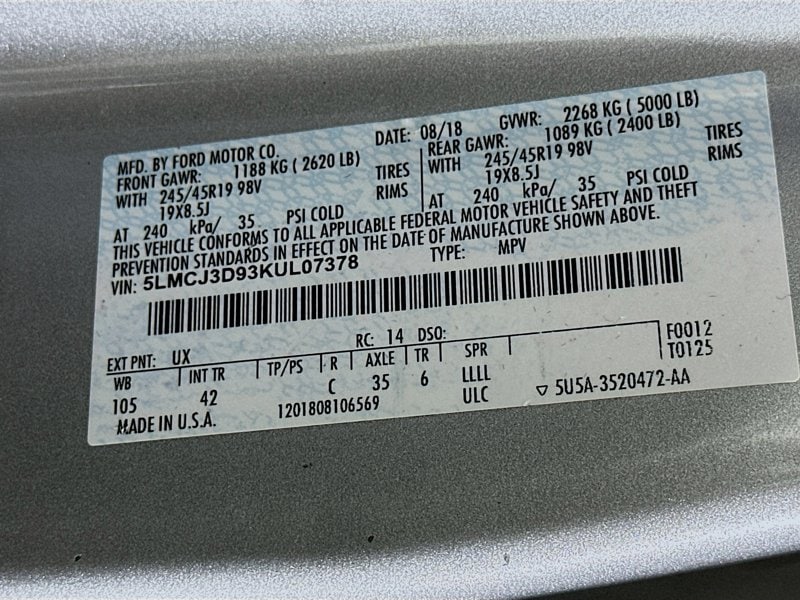 MFD. BY FORD MOTOR CO.
DATE: 08/18
GVWR: 2268 KG ( 5000 LB)
FRONT GAWR: 1188 KG ( 2620 LB)
REAR GAWR: 1089 KG ( 2400 LB)
WITH 245/45R19 98V TIRES
WITH 245/45R19 98V TIRES
19X8.5J RIMS
19X8.5J RIMS
AT 240 kPa/ 35 PSI COLD
AT 240 kPa/ 35 PSI COLD
THIS VEHICLE CONFORMS TO ALL APPLICABLE FEDERAL MOTOR VEHICLE SAFETY AND THEFT
PREVENTION STANDARDS IN EFFECT ON THE DATE OF MANUFACTURE SHOWN ABOVE.
VIN: 5LMCJ3D93KUL07378
TYPE: MPV
EXT PNT: UX RC: 14 DSO: F0012
WB INT TR TP/PS R AXLE TR SPR T0125
105 42 C 35 6 LLLL
ULC
MADE IN U.S.A. 1201808106569
▽ 5U5A-3520472-AA